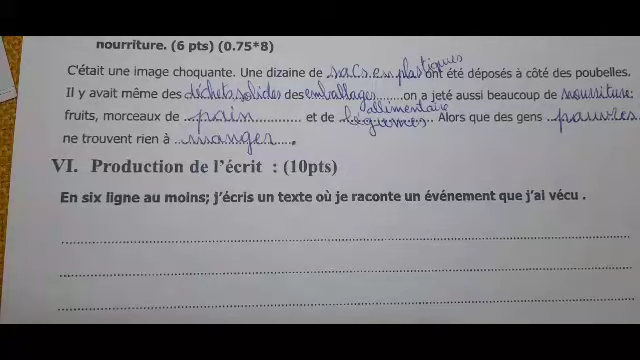 nourriture. (6 pts) (0.75*8)
C'était une image choquante. Une dizaine de sacs en plastiques ont été déposés à côté des poubelles.
Il y avait même des déchets solides des emballages ......on a jeté aussi beaucoup de nourriture:
allimentaire
fruits, morceaux de ...pain............ et de légumes.. Alors que des gens ...pauvres
ne trouvent rien à ...manger......
VI. Production de l'écrit : (10pts)
En six ligne au moins; j'écris un texte où je raconte un événement que j'ai vécu .